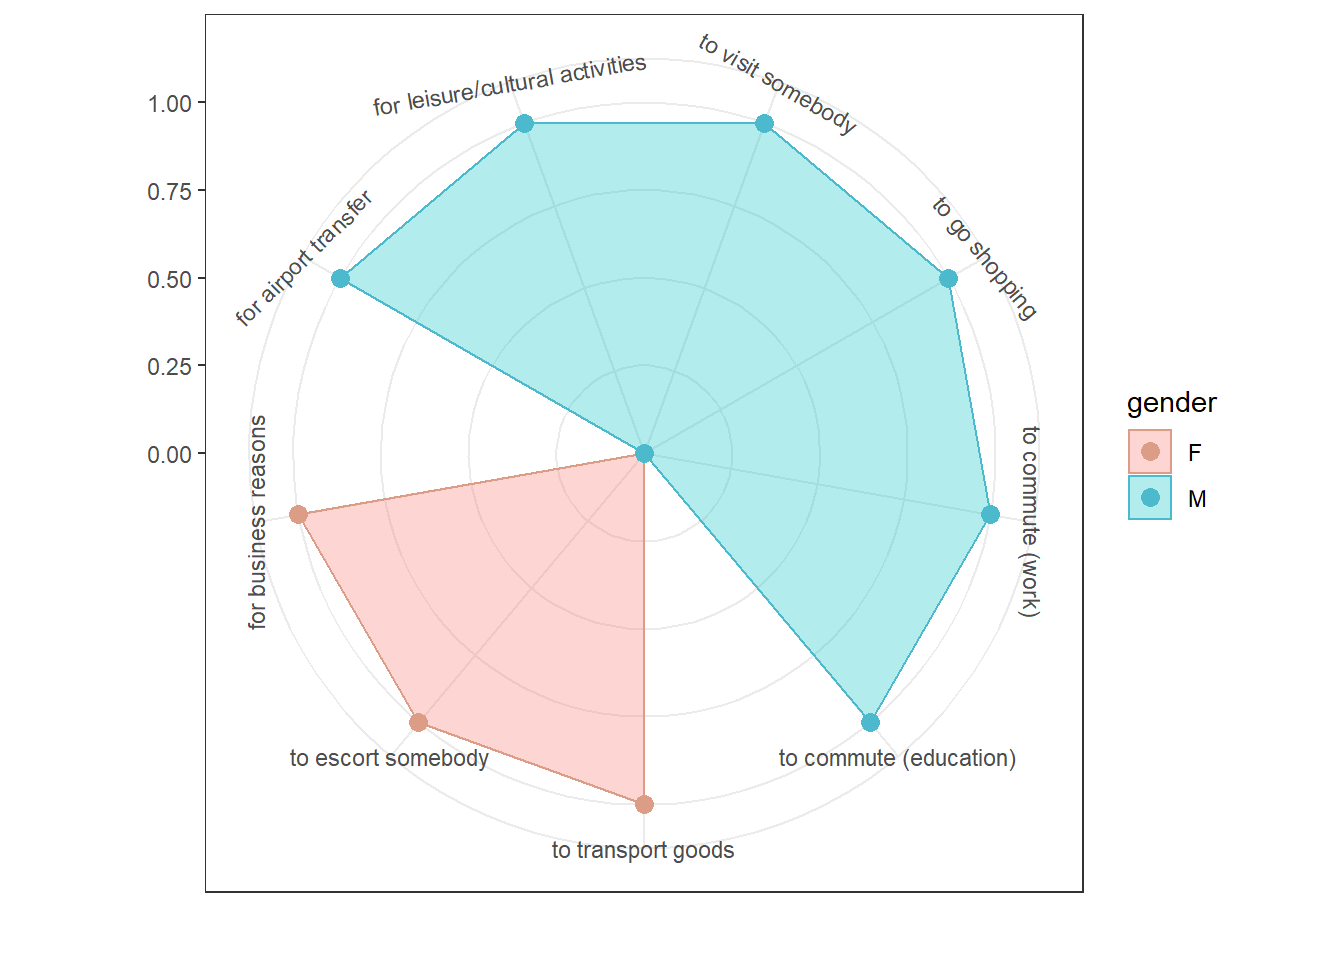 to visit somebody
for leisure/cultural activities
1.00
0.75
for airport transfer
to go shopping
0.50
0.25
0.00
for business reasons
to commute (work)
to escort somebody
to commute (education)
to transport goods
gender
F
M